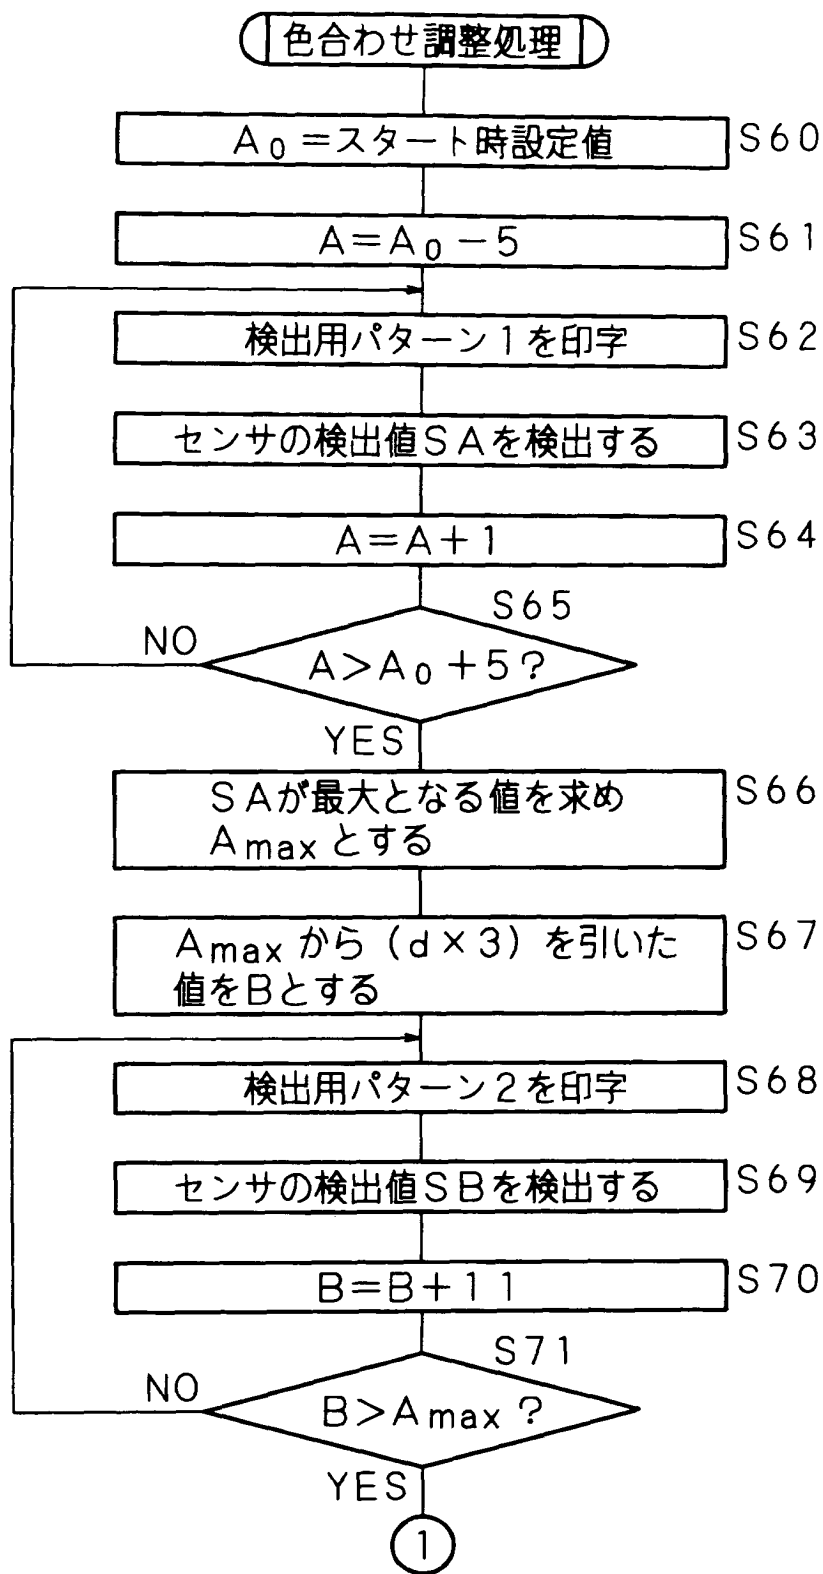 色合わせ調整処理
A₀＝スタート時設定値 S60
A＝A₀－5 S61
検出用パターン1を印字 S62
センサの検出値SAを検出する S63
A＝A＋1 S64
S65
NO
A＞A₀＋5？
YES
SAが最大となる値を求め S66
Amaxとする
Amaxから（d×3）を引いた S67
値をBとする
検出用パターン2を印字 S68
センサの検出値SBを検出する S69
B＝B＋11 S70
S71
NO
B＞Amax？
YES
1